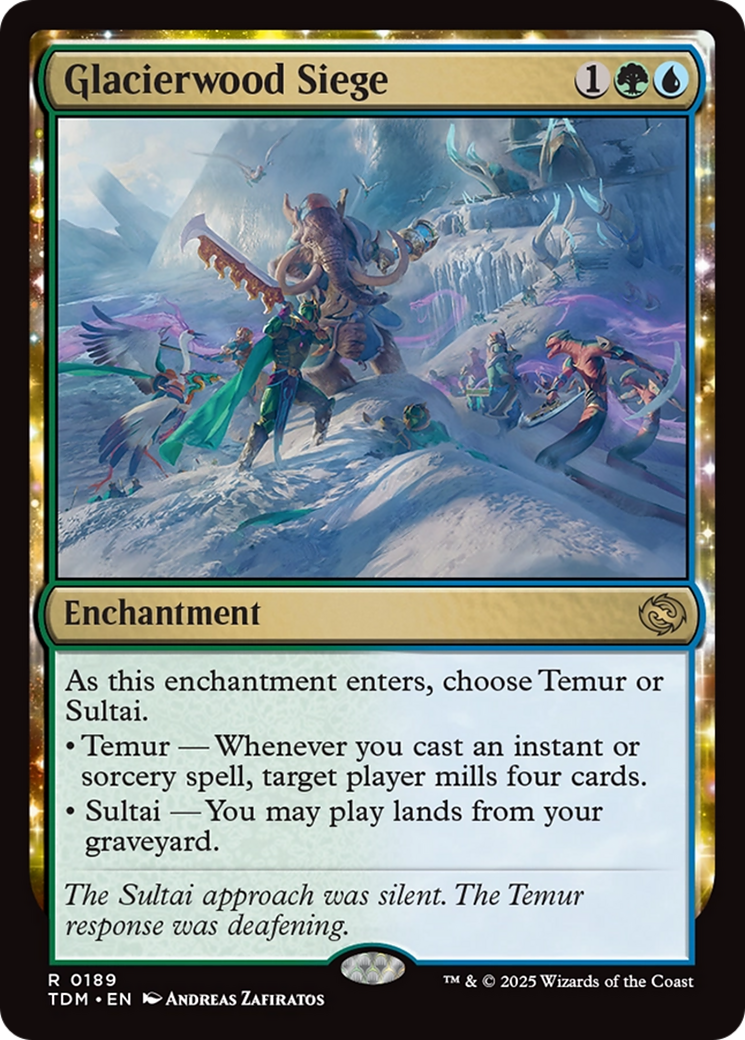 Glacierwood Siege 1
Enchantment
As this enchantment enters, choose Temur or
Sultai.
• Temur — Whenever you cast an instant or
sorcery spell, target player mills four cards.
• Sultai — You may play lands from your
graveyard.
The Sultai approach was silent. The Temur
response was deafening.
R 0189
TDM • EN Andreas Zafiratos
™ & © 2025 Wizards of the Coast